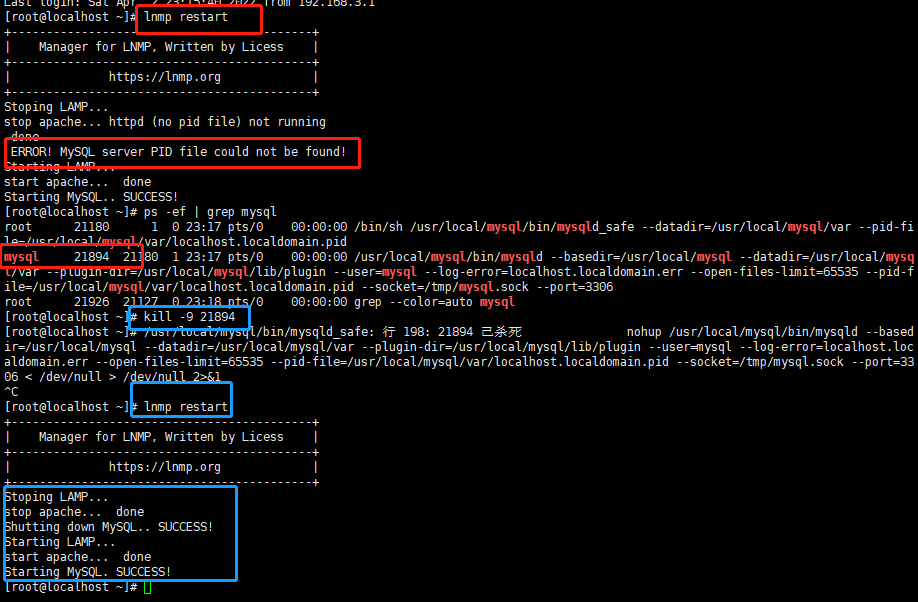 Last login: Sat Apr  2 23:15:40 2022 from 192.168.3.1
[root@localhost ~]# lnmp restart
+-------------------------------------------+
|    Manager for LNMP, Written by Licess    |
+-------------------------------------------+
|              https://lnmp.org             |
+-------------------------------------------+
Stoping LAMP...
stop apache... httpd (no pid file) not running
 done
 ERROR! MySQL server PID file could not be found!
Starting LAMP...
start apache...  done
Starting MySQL.. SUCCESS!
[root@localhost ~]# ps -ef | grep mysql
root      21180      1  0 23:17 pts/0    00:00:00 /bin/sh /usr/local/mysql/bin/mysqld_safe --datadir=/usr/local/mysql/var --pid-fi
le=/usr/local/mysql/var/localhost.localdomain.pid
mysql     21894  21180  1 23:17 pts/0    00:00:00 /usr/local/mysql/bin/mysqld --basedir=/usr/local/mysql --datadir=/usr/local/mysq
l/var --plugin-dir=/usr/local/mysql/lib/plugin --user=mysql --log-error=localhost.localdomain.err --open-files-limit=65535 --pid-f
ile=/usr/local/mysql/var/localhost.localdomain.pid --socket=/tmp/mysql.sock --port=3306
root      21926  21127  0 23:18 pts/0    00:00:00 grep --color=auto mysql
[root@localhost ~]# kill -9 21894
[root@localhost ~]# /usr/local/mysql/bin/mysqld_safe: 行 198: 21894 已杀死               nohup /usr/local/mysql/bin/mysqld --based
ir=/usr/local/mysql --datadir=/usr/local/mysql/var --plugin-dir=/usr/local/mysql/lib/plugin --user=mysql --log-error=localhost.loc
aldomain.err --open-files-limit=65535 --pid-file=/usr/local/mysql/var/localhost.localdomain.pid --socket=/tmp/mysql.sock --port=33
06 < /dev/null > /dev/null 2>&1
^C
[root@localhost ~]# lnmp restart
+-------------------------------------------+
|    Manager for LNMP, Written by Licess    |
+-------------------------------------------+
|              https://lnmp.org             |
+-------------------------------------------+
Stoping LAMP...
stop apache...  done
Shutting down MySQL.. SUCCESS!
Starting LAMP...
start apache...  done
Starting MySQL. SUCCESS!
[root@localhost ~]#